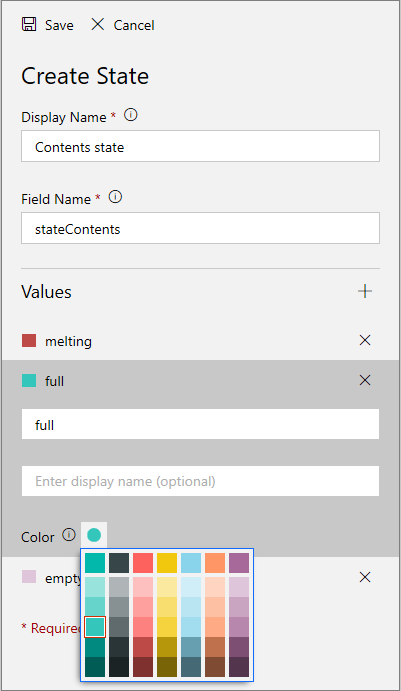 Save Cancel
Create State
Display Name *
Contents state
Field Name *
stateContents
Values
melting
full
full
Enter display name (optional)
Color
empty
* Required